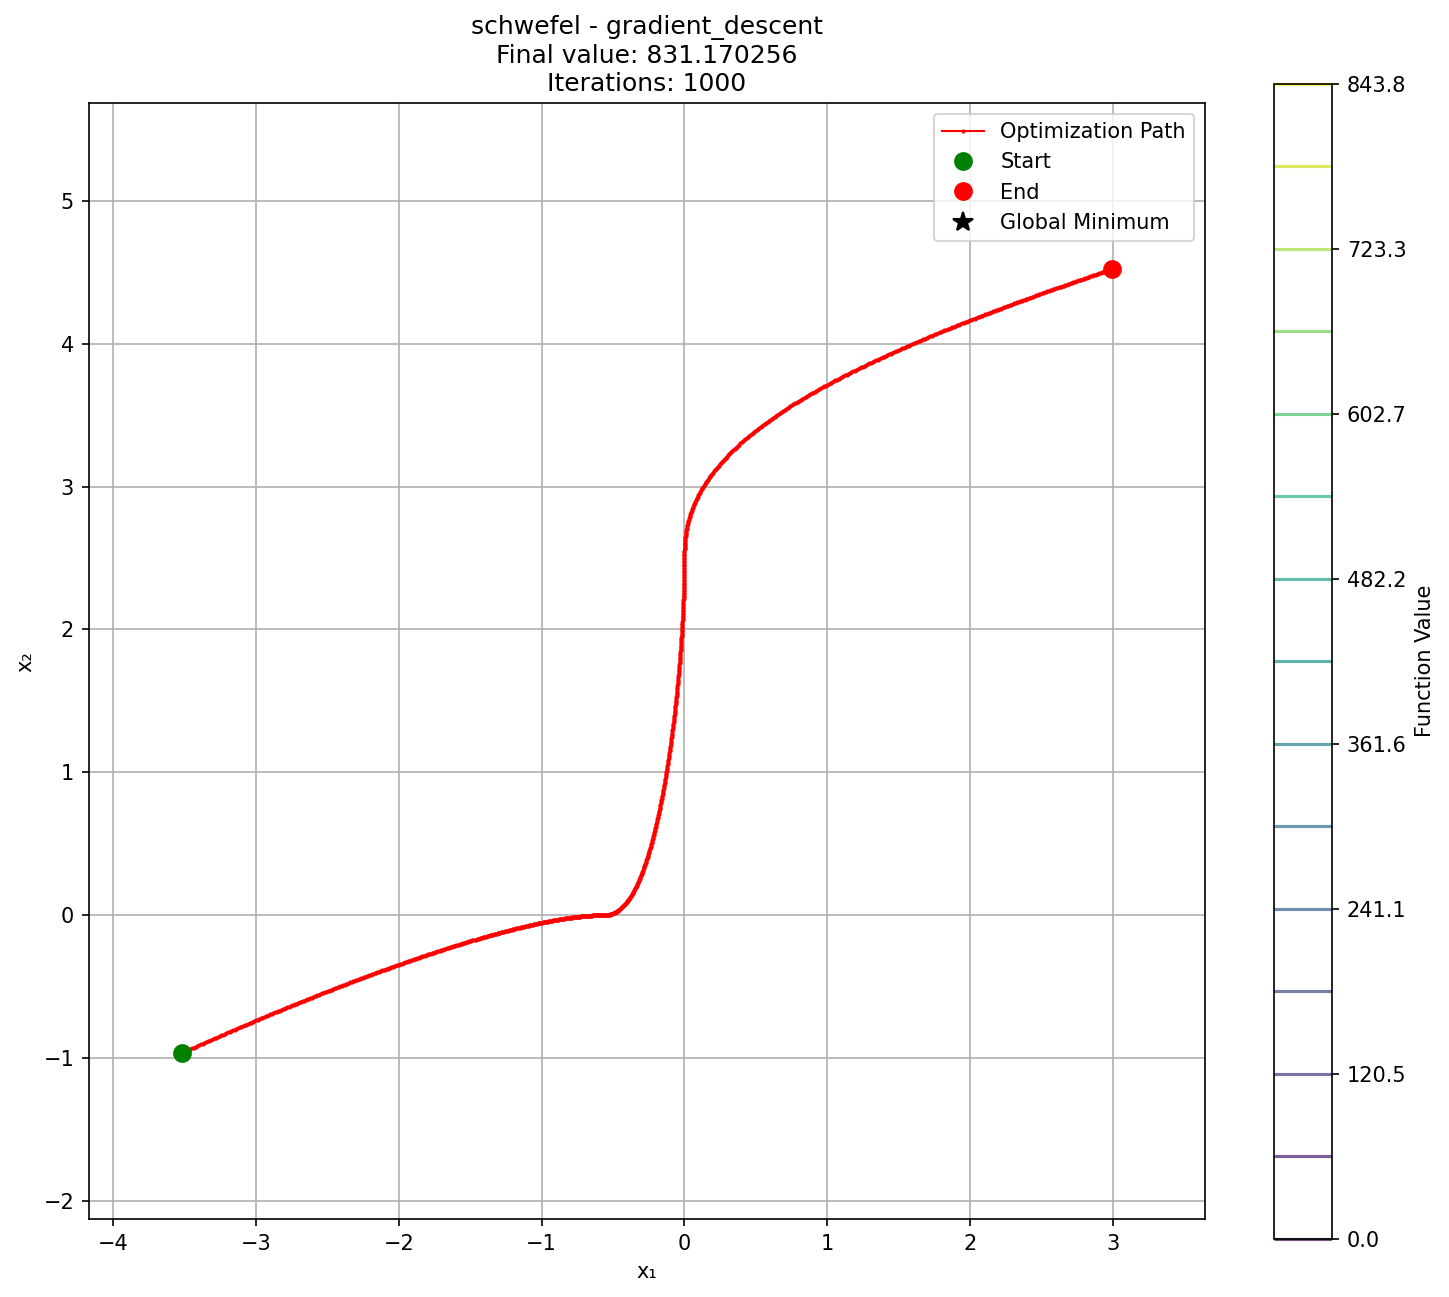 schwefel - gradient_descent
Final value: 831.170256
Iterations: 1000
Optimization Path
Start
End
Global Minimum
5
4
3
2
1
0
−1
−2
x₂
−4
−3
−2
−1
0
1
2
3
x₁
843.8
723.3
602.7
482.2
361.6
241.1
120.5
0.0
Function Value